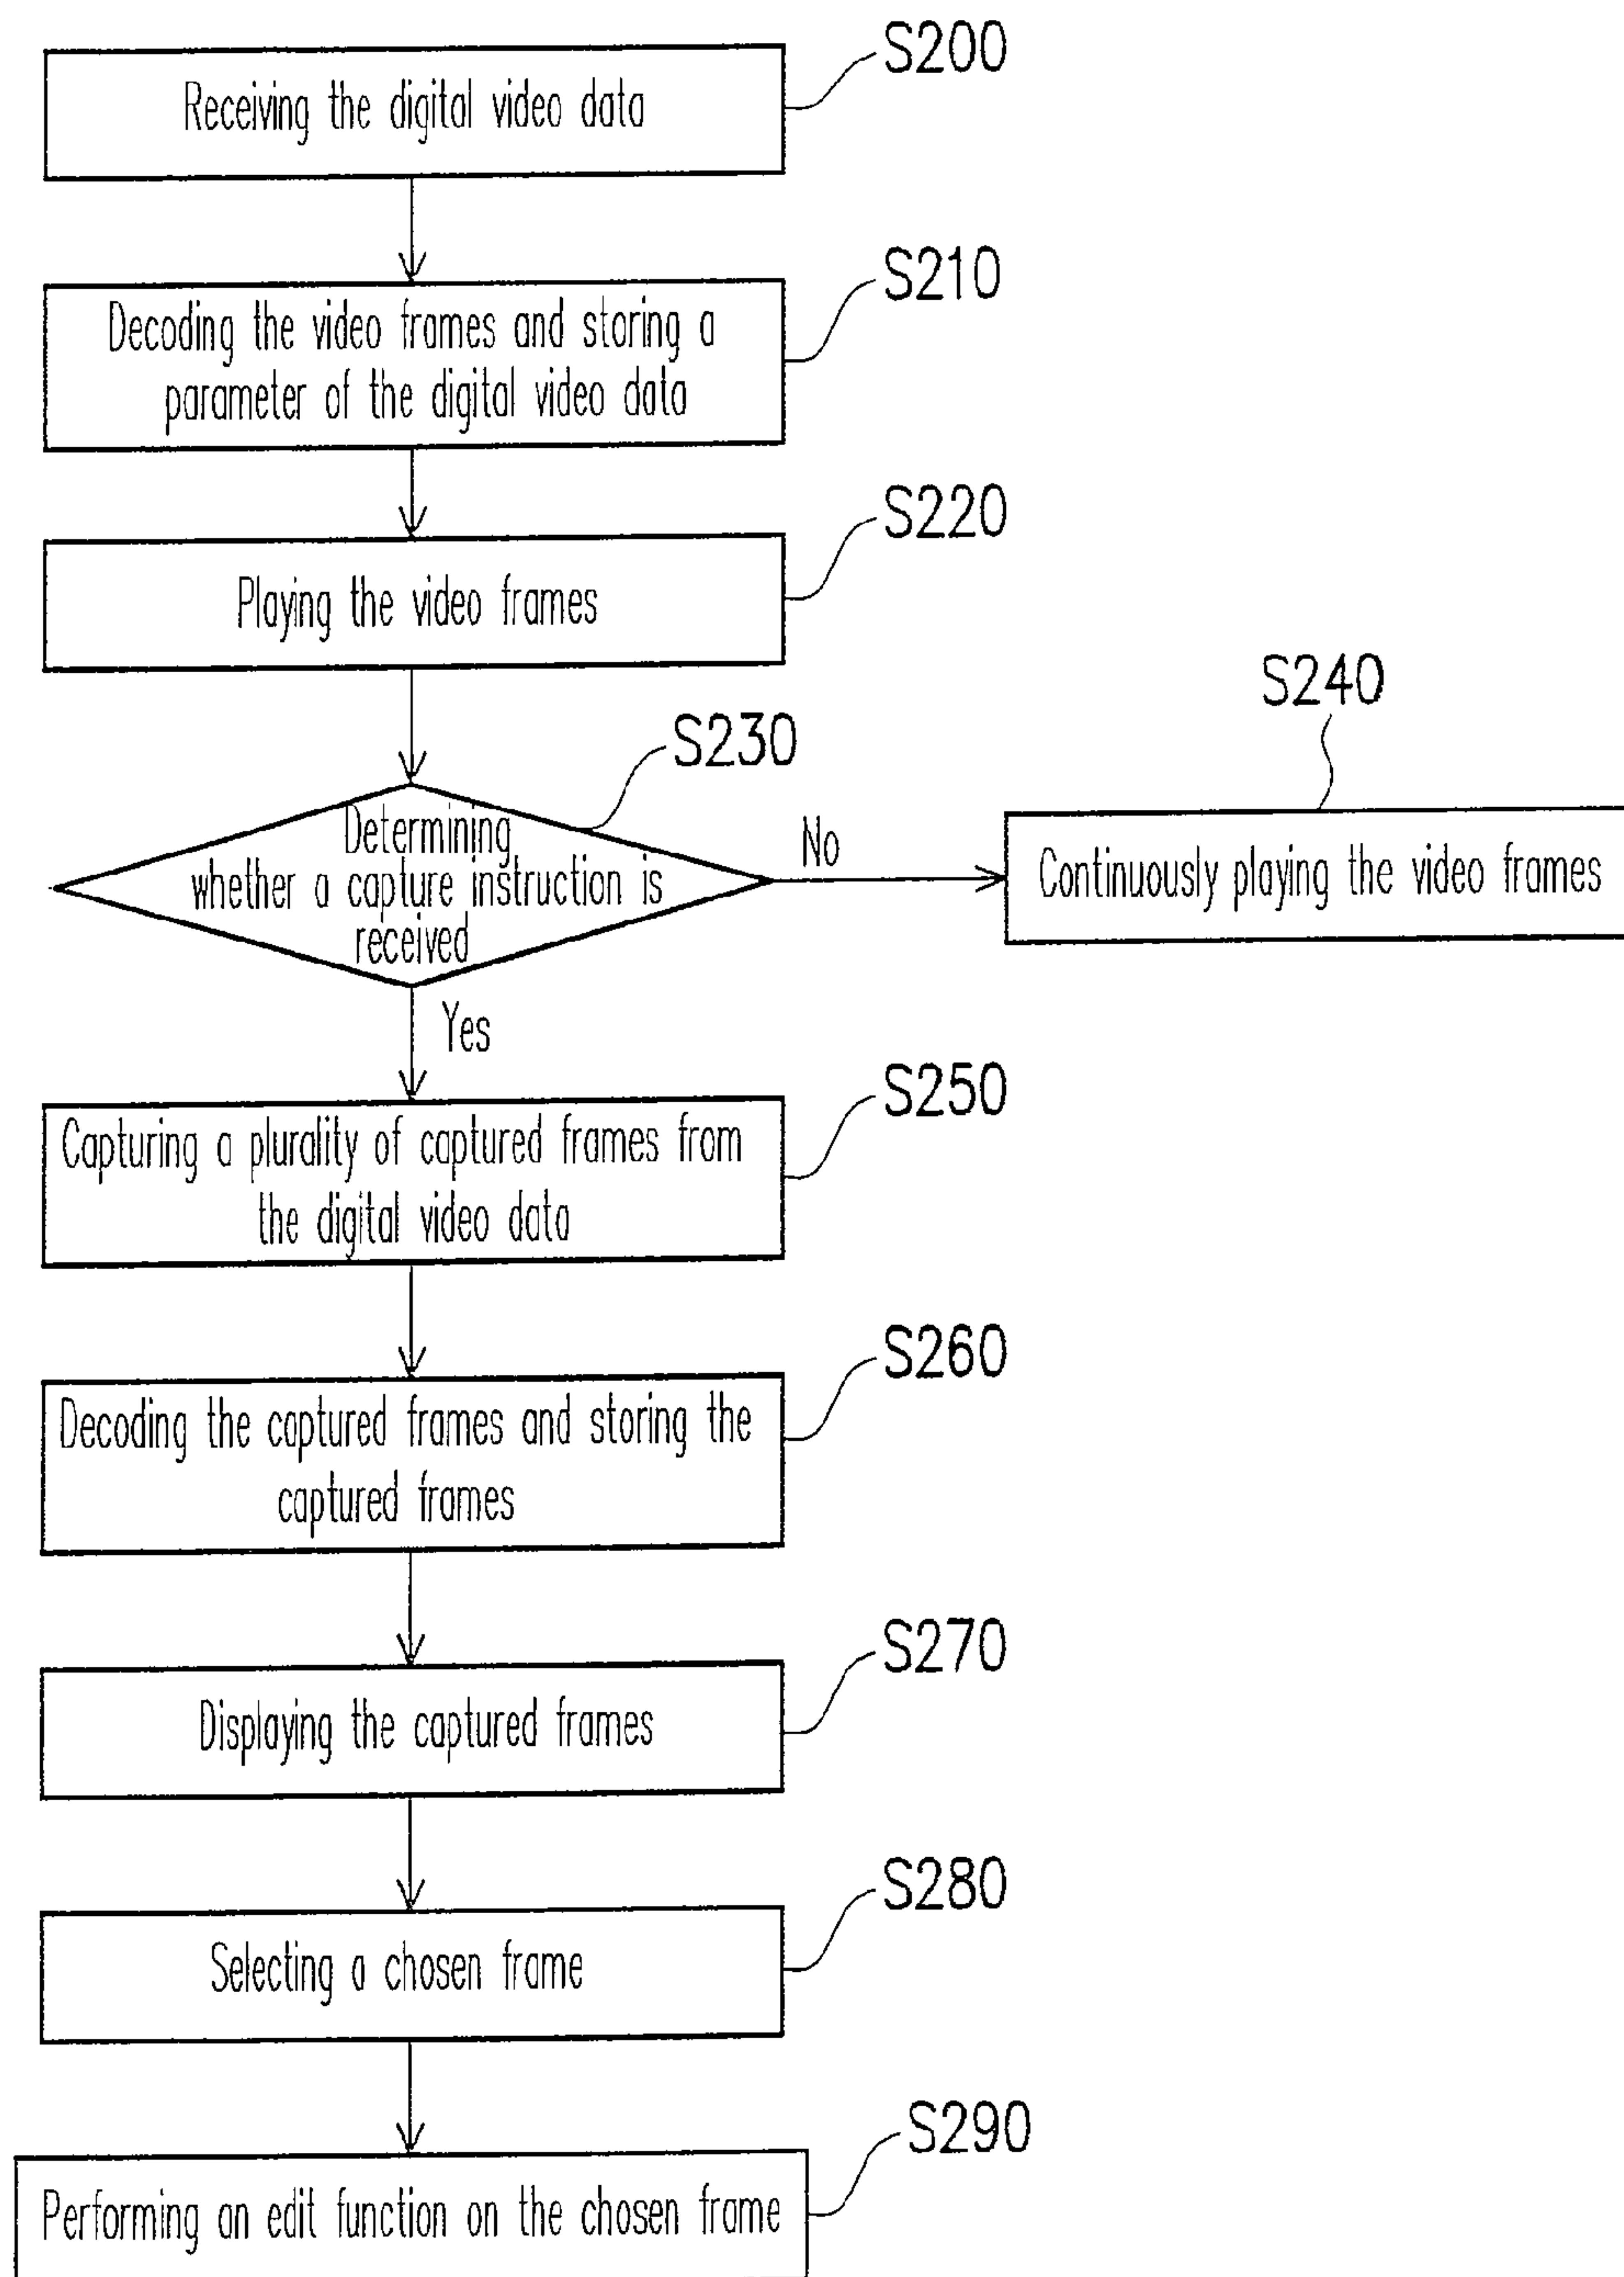 S200
Receiving the digital video data
S210
Decoding the video frames and storing a
parameter of the digital video data
S220
Playing the video frames
S230
Determining
whether a capture instruction is
received
No
S240
Continuously playing the video frames
Yes
S250
Capturing a plurality of captured frames from
the digital video data
S260
Decoding the captured frames and storing the
captured frames
S270
Displaying the captured frames
S280
Selecting a chosen frame
S290
Performing an edit function on the chosen frame